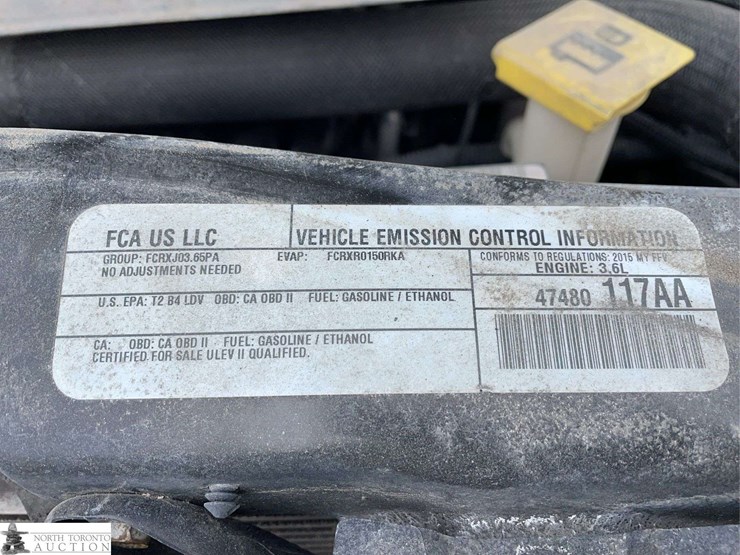 FCA US LLC
VEHICLE EMISSION CONTROL INFORMATION
GROUP: FCRXJ03.65PA EVAP: FCRXR0150RKA
NO ADJUSTMENTS NEEDED
CONFORMS TO REGULATIONS: 2015 MY FFV
ENGINE: 3.6L
U.S. EPA: T2 B4 LDV OBD: CA OBD II FUEL: GASOLINE / ETHANOL
47480 117AA
CA: OBD: CA OBD II FUEL: GASOLINE / ETHANOL
CERTIFIED FOR SALE ULEV II QUALIFIED.
NORTH TORONTO
AUCTION